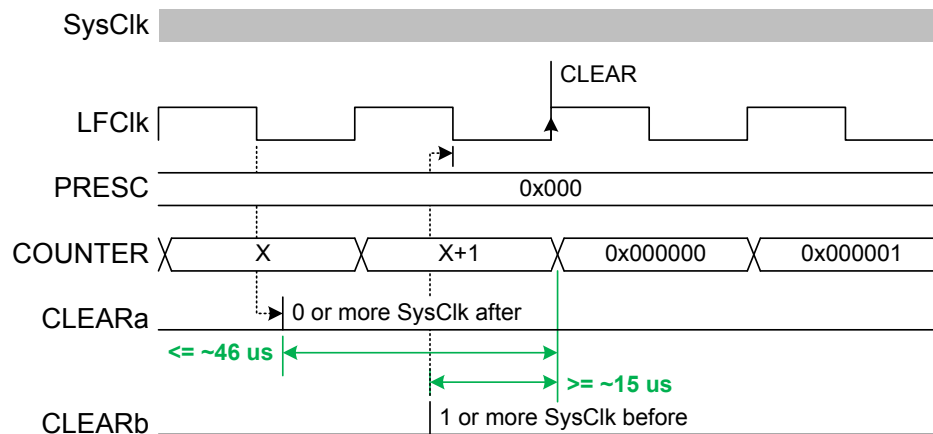 SysClk
CLEAR
LFClk
PRESC
0x000
COUNTER
X
X+1
0x000000
0x000001
CLEARa
0 or more SysClk after
<= ~46 us
>= ~15 us
CLEARb
1 or more SysClk before